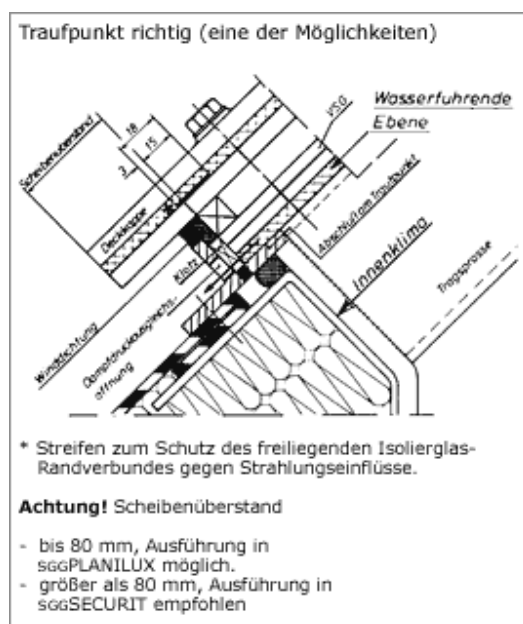 Traufpunkt richtig (eine der Möglichkeiten)
Scheibenüberstand
18
15
3
Deckkappe
VSG
Wasserführende
Ebene
Abschluß am Traufpunkt
Innenklima
Tragsprosse
Klotz
Winddichtung
Dampfdruckausgleichs-
öffnung
* Streifen zum Schutz des freiliegenden Isolierglas-
Randverbundes gegen Strahlungseinflüsse.
Achtung! Scheibenüberstand
- bis 80 mm, Ausführung in
SGGPLANILUX möglich.
- größer als 80 mm, Ausführung in
SGGSECURIT empfohlen